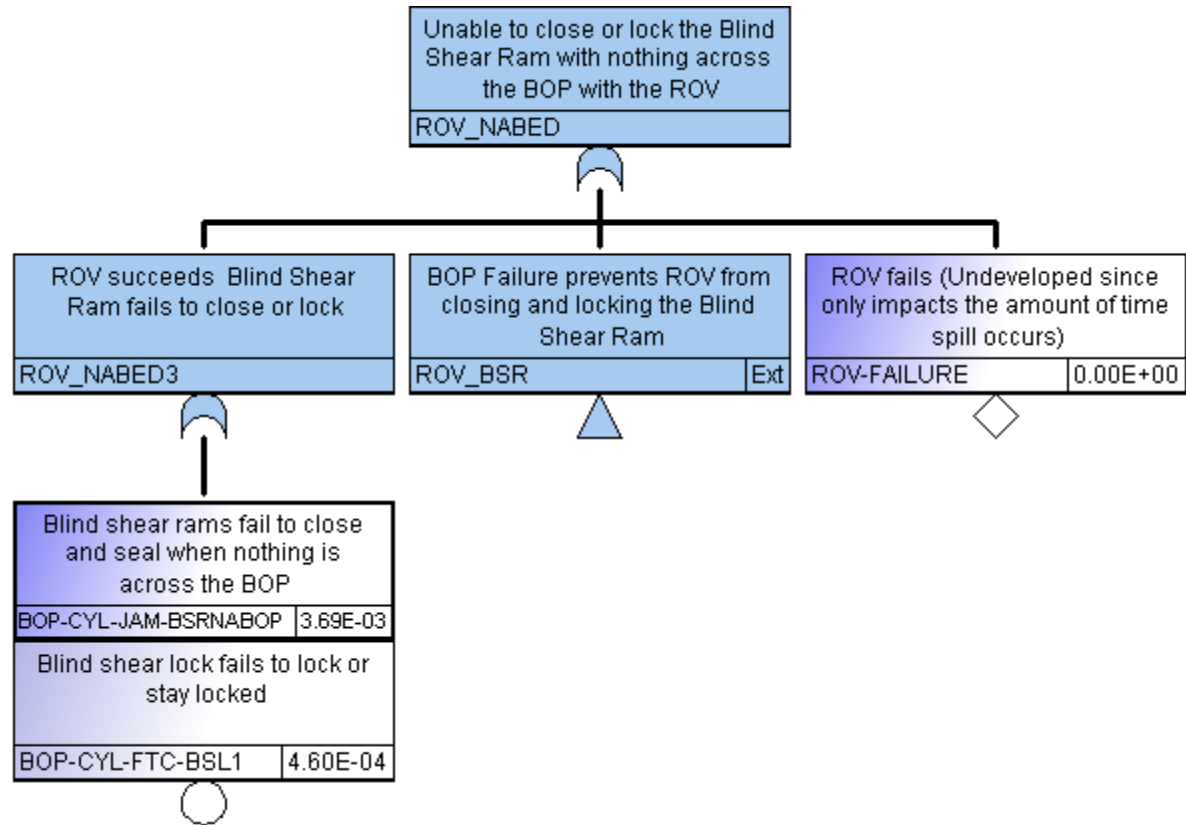 Unable to close or lock the Blind
Shear Ram with nothing across
the BOP with the ROV
ROV_NABED
ROV succeeds  Blind Shear
Ram fails to close or lock
ROV_NABED3
BOP Failure prevents ROV from
closing and locking the Blind
Shear Ram
ROV_BSR Ext
ROV fails (Undeveloped since
only impacts the amount of time
spill occurs)
ROV-FAILURE 0.00E+00
Blind shear rams fail to close
and seal when nothing is
across the BOP
BOP-CYL-JAM-BSRNABOP 3.69E-03
Blind shear lock fails to lock or
stay locked
BOP-CYL-FTC-BSL1 4.60E-04